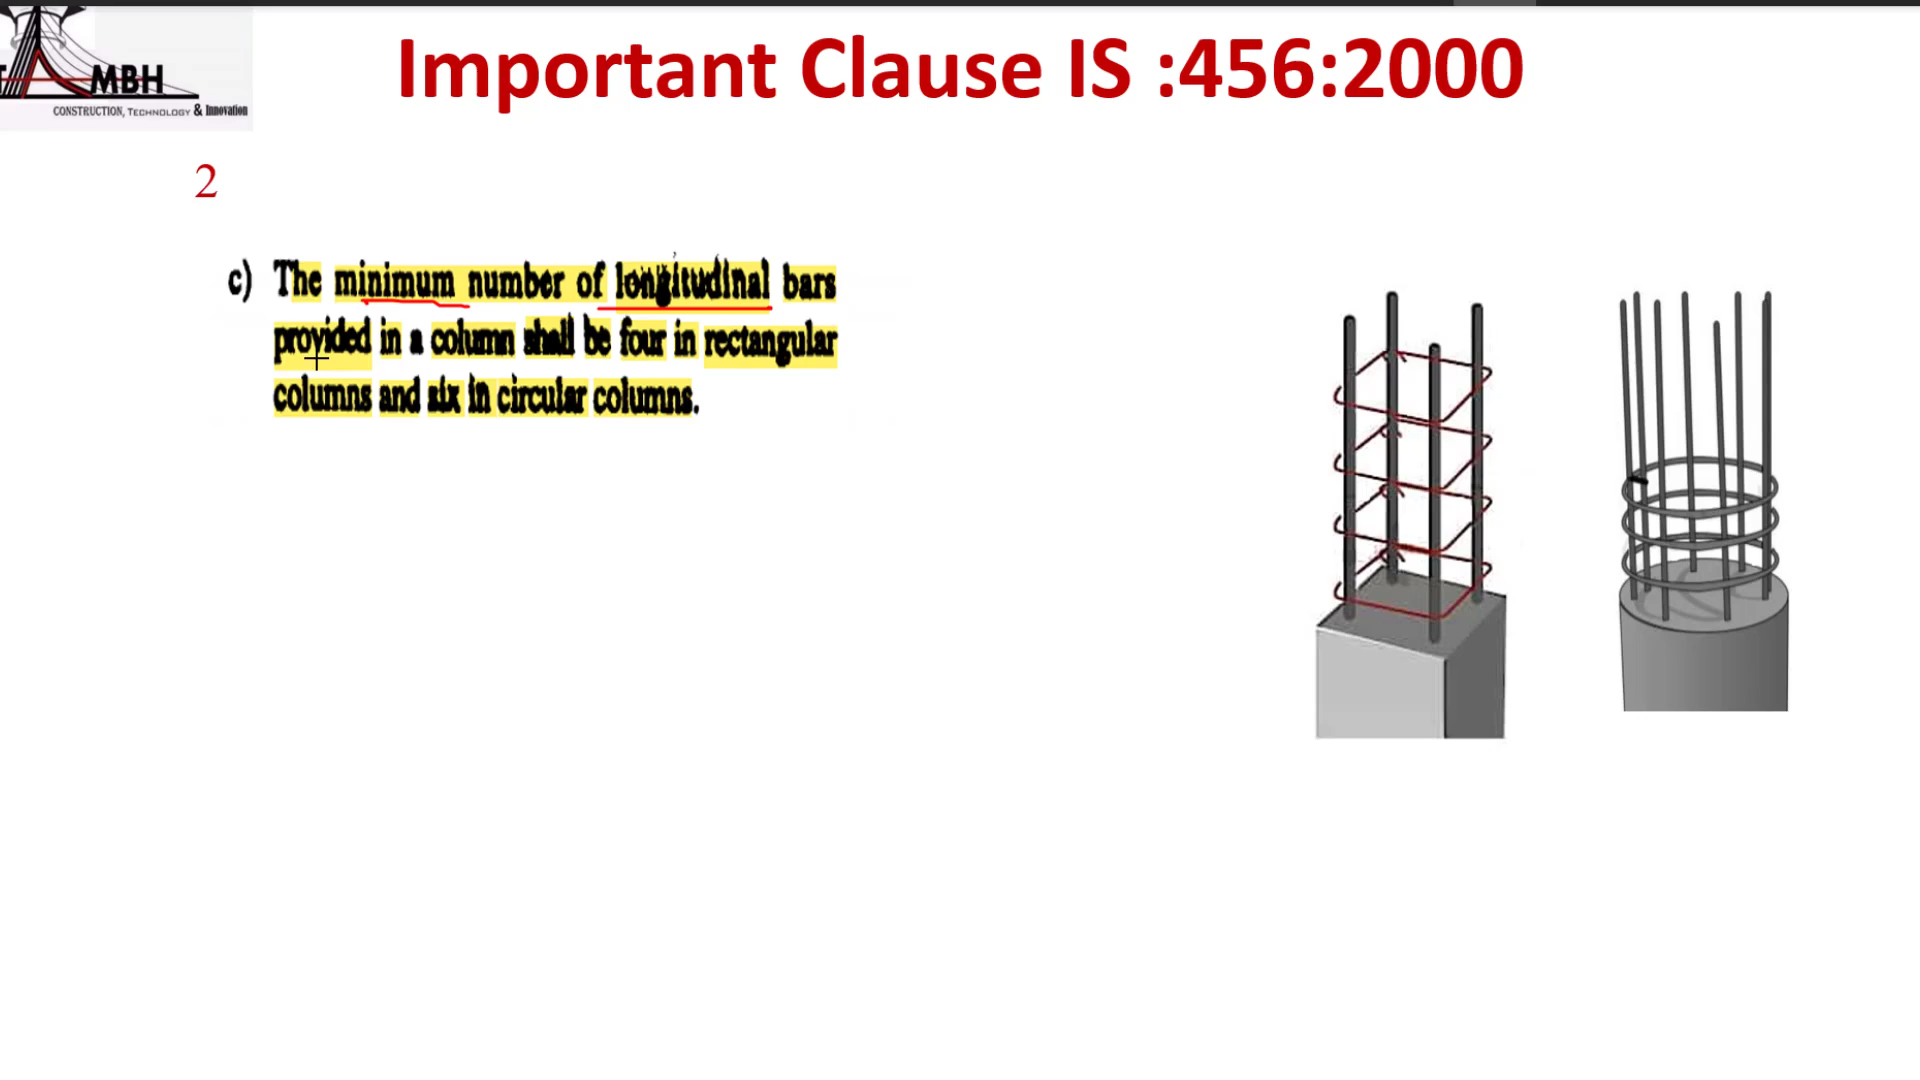 Important Clause IS :456:2000
MBH
CONSTRUCTION, TECHNOLOGY & Innovation
2
c) The minimum number of longitudinal bars
provided in a column shall be four in rectangular
columns and six in circular columns.